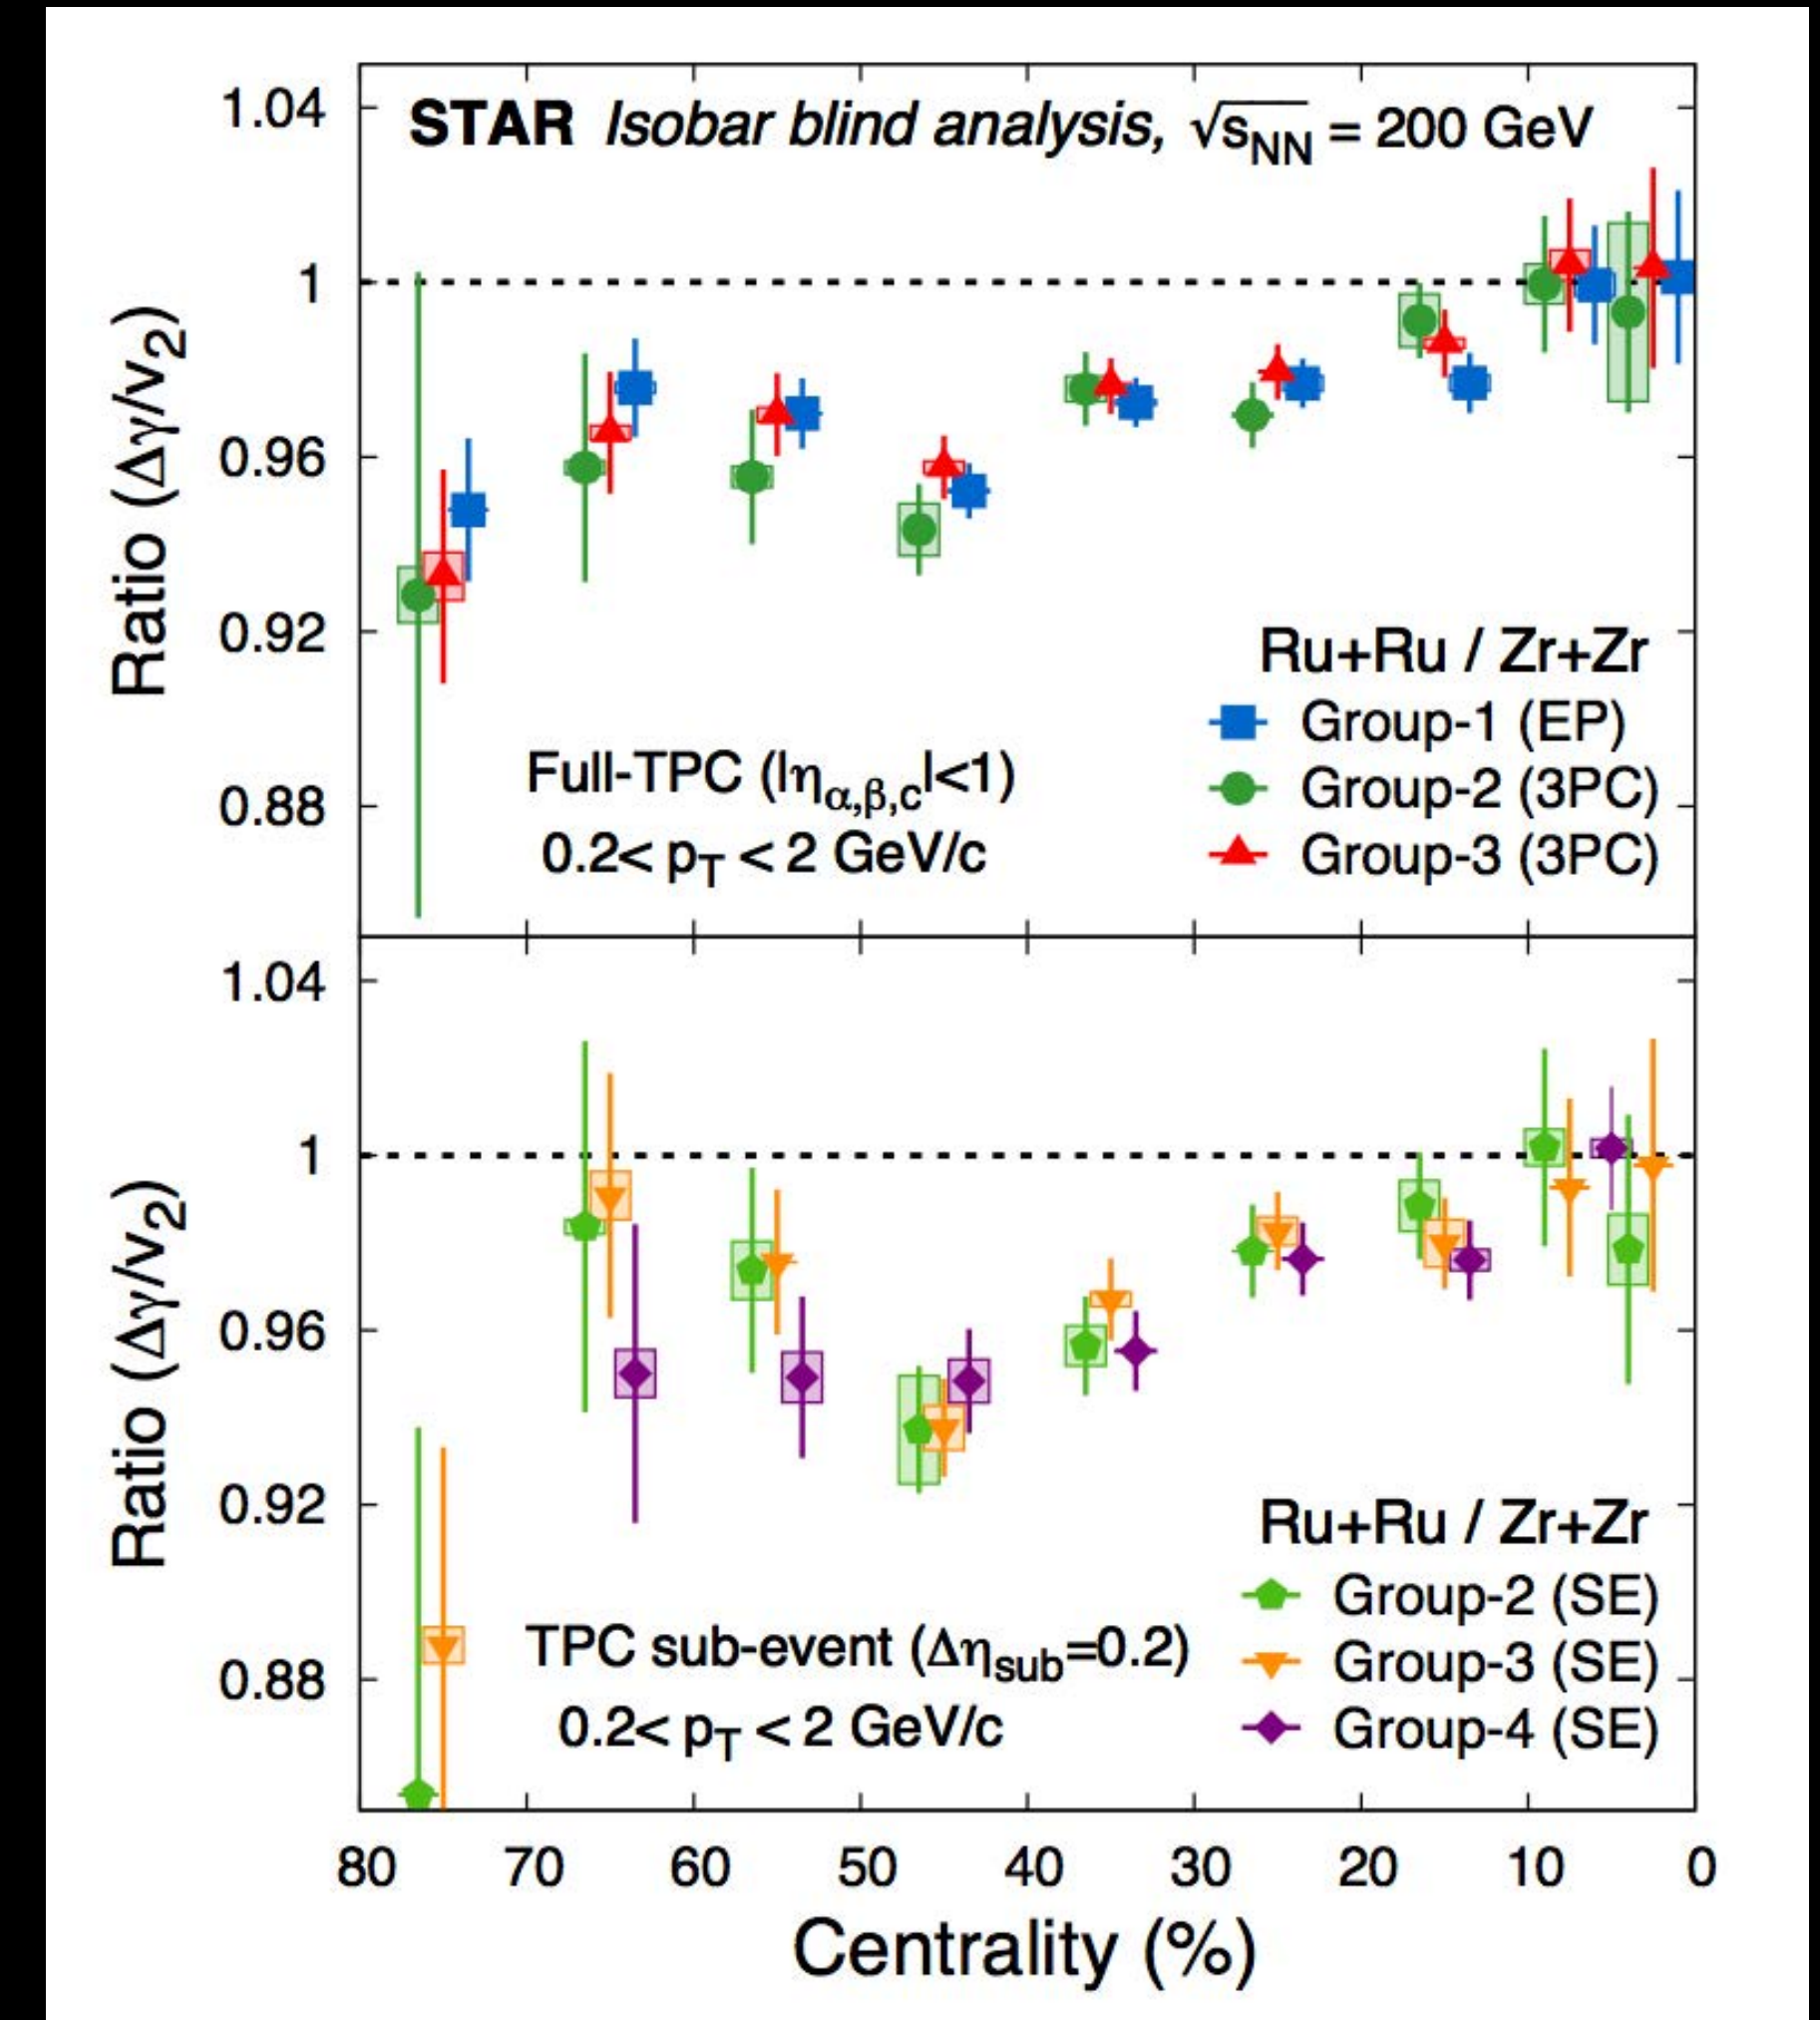 STAR Isobar blind analysis, √sNN = 200 GeV
1.04
1
0.96
0.92
0.88
Ratio (Δγ/v2)
Ru+Ru / Zr+Zr
Group-1 (EP)
Group-2 (3PC)
Group-3 (3PC)
Full-TPC (|ηα,β,c|<1)
0.2< pT < 2 GeV/c
1.04
1
0.96
0.92
0.88
Ratio (Δγ/v2)
Ru+Ru / Zr+Zr
Group-2 (SE)
Group-3 (SE)
Group-4 (SE)
TPC sub-event (Δηsub=0.2)
0.2< pT < 2 GeV/c
80 70 60 50 40 30 20 10 0
Centrality (%)